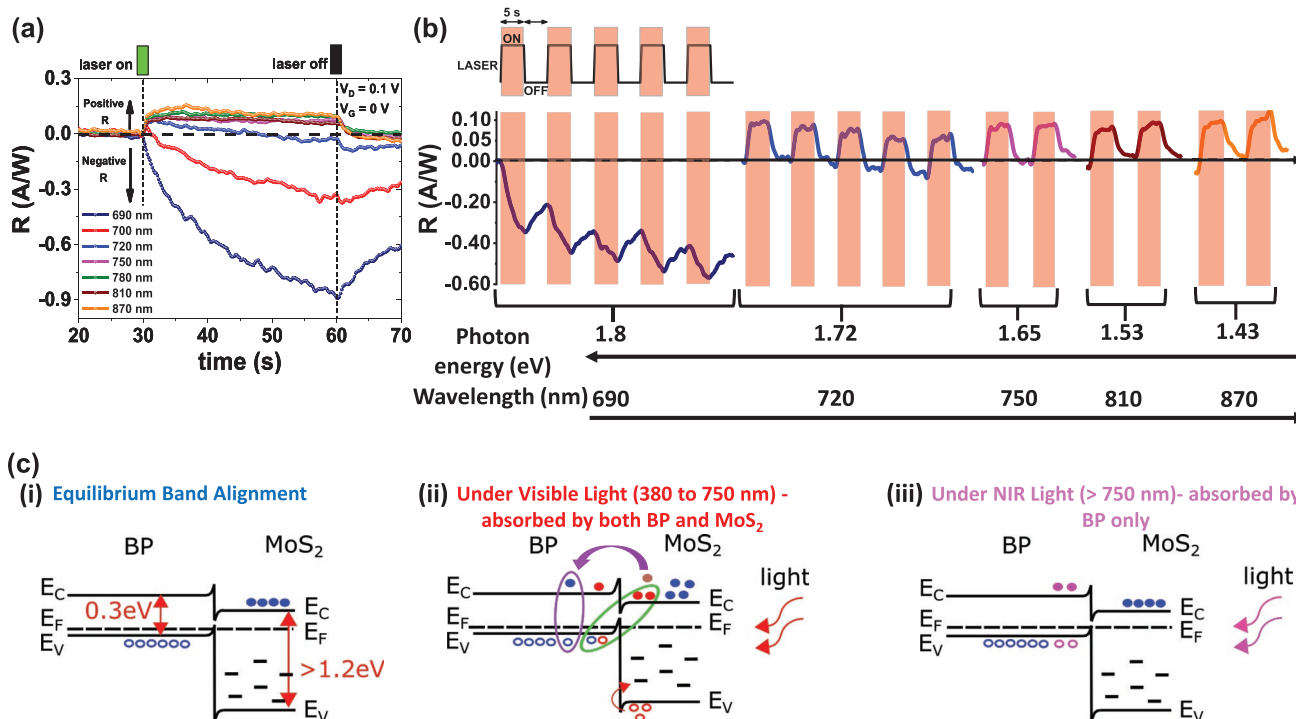 (a)
laser on
laser off
0.3
0.0
-0.3
-0.6
-0.9
R (A/W)
Positive
R
Negative
R
V_D = 0.1 V
V_G = 0 V
690 nm
700 nm
720 nm
750 nm
780 nm
810 nm
870 nm
20 30 40 50 60 70
time (s)
(b)
5 s
ON
LASER
OFF
0.10
0.05
0.00
-0.20
-0.40
-0.60
R (A/W)
1.8 1.72 1.65 1.53 1.43
Photon
energy (eV)
Wavelength (nm) 690 720 750 810 870
(c)
(i) Equilibrium Band Alignment
BP MoS₂
E_C
0.3eV
E_F
E_V
E_C
E_F
>1.2eV
E_V
(ii) Under Visible Light (380 to 750 nm) -
absorbed by both BP and MoS₂
BP MoS₂
light
E_C
E_F
E_V
E_C
E_F
E_V
(iii) Under NIR Light (> 750 nm)- absorbed by
BP only
BP MoS₂
light
E_C
E_F
E_V
E_C
E_F
E_V